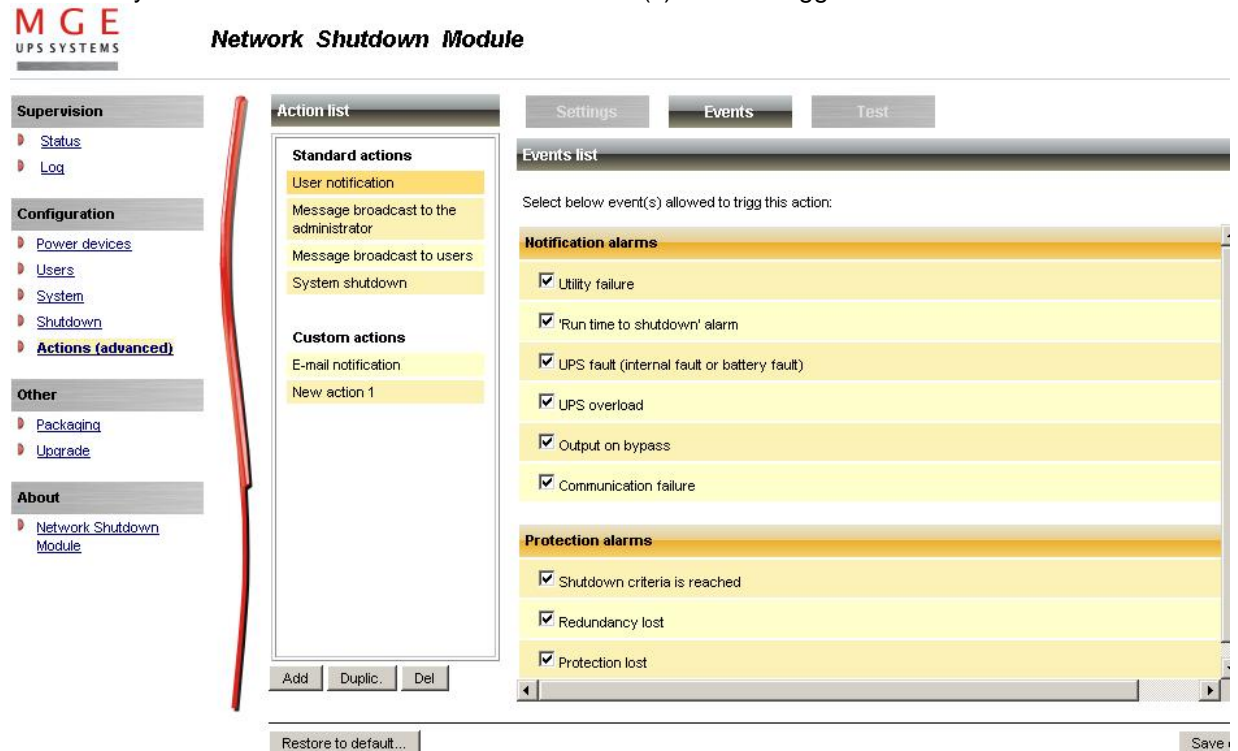 M G E
UPS SYSTEMS
Network Shutdown Module
Supervision
Status
Log
Configuration
Power devices
Users
System
Shutdown
Actions (advanced)
Other
Packaging
Upgrade
About
Network Shutdown
Module
Action list
Standard actions
User notification
Message broadcast to the
administrator
Message broadcast to users
System shutdown
Custom actions
E-mail notification
New action 1
Add Duplic. Del
Settings Events Test
Events list
Select below event(s) allowed to trigg this action:
Notification alarms
Utility failure
'Run time to shutdown' alarm
UPS fault (internal fault or battery fault)
UPS overload
Output on bypass
Communication failure
Protection alarms
Shutdown criteria is reached
Redundancy lost
Protection lost
Restore to default...
Save